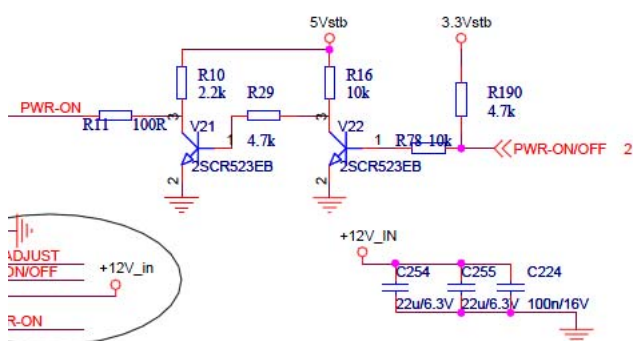 5Vstb
3.3Vstb
R10
2.2k
R29
R16
10k
R190
4.7k
PWR-ON
R11
100R
3
V21
1
4.7k
3
V22
1
R78 10k
PWR-ON/OFF
2
2SCR523EB
2
2SCR523EB
2
+12V_IN
ADJUST
ON/OFF
+12V_in
C254
C255
C224
22u/6.3V
22u/6.3V
100n/16V
R-ON